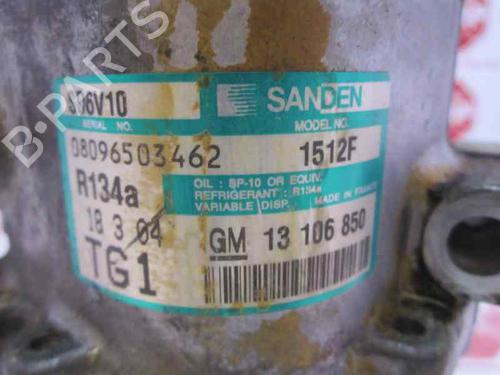 SD6V10
SANDEN
SERIAL NO.
MODEL NO.
08096503462
1512F
R134a
OIL : SP-10 OR EQUIV.
REFRIGERANT : R134a
VARIABLE DISP. MADE IN FRANCE
18 3 04
GM 13 106 850
TG1
B-PARTS